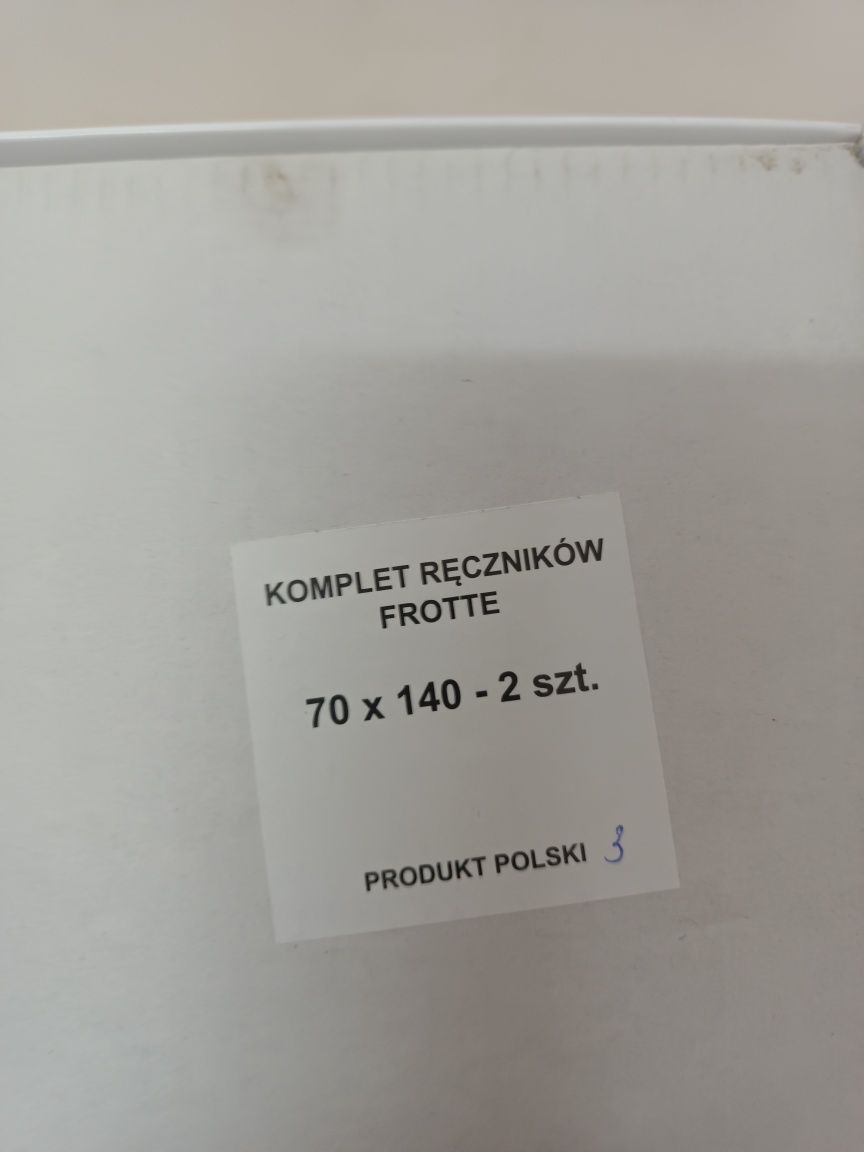 KOMPLET RĘCZNIKÓW
FROTTE
70 x 140 - 2 szt.
PRODUKT POLSKI 3